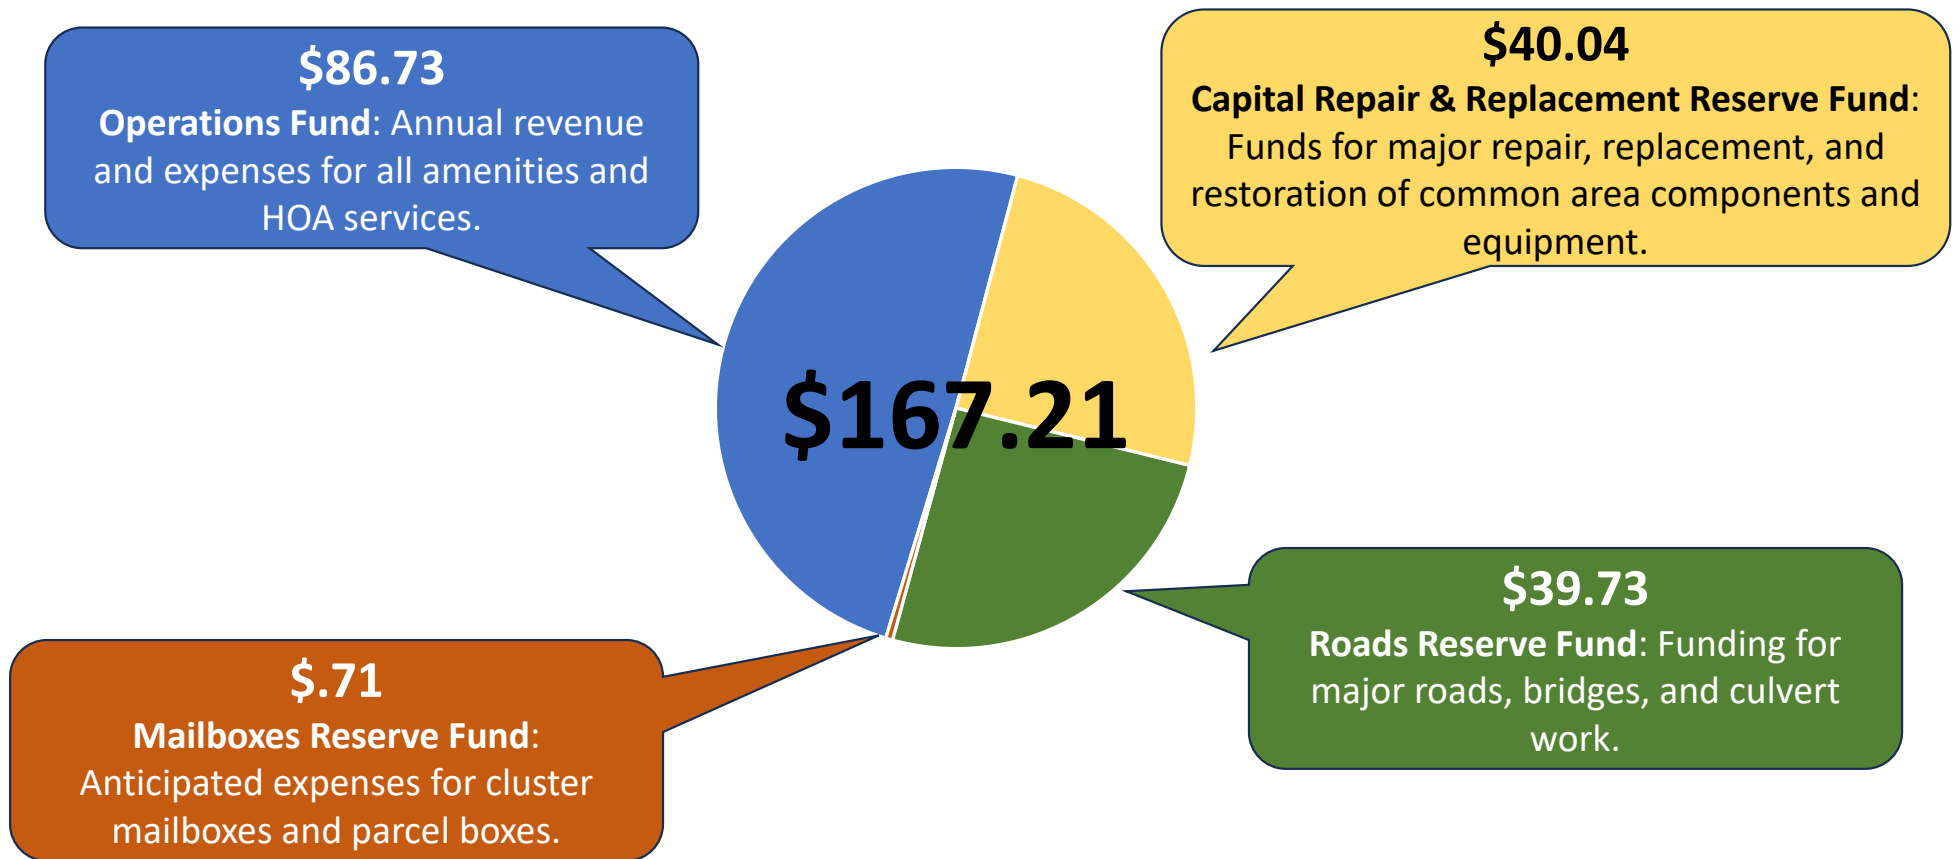 $86.73
Operations Fund: Annual revenue
and expenses for all amenities and
HOA services.
$40.04
Capital Repair & Replacement Reserve Fund:
Funds for major repair, replacement, and
restoration of common area components and
equipment.
$167.21
$.71
Mailboxes Reserve Fund:
Anticipated expenses for cluster
mailboxes and parcel boxes.
$39.73
Roads Reserve Fund: Funding for
major roads, bridges, and culvert
work.